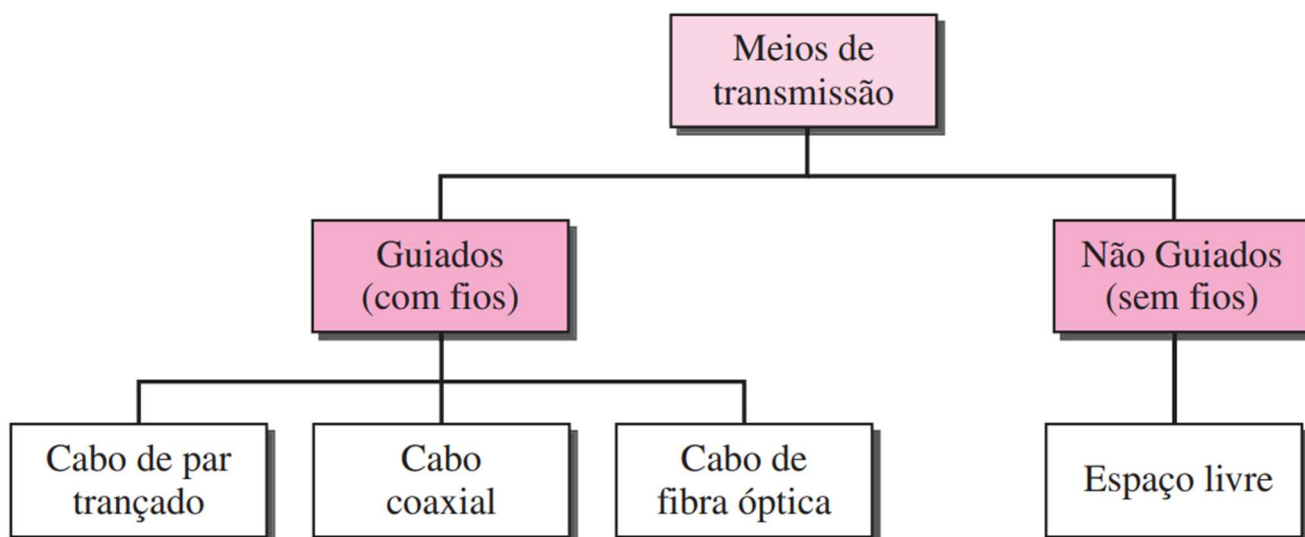 Meios de
transmissão
Guiados
(com fios)
Não Guiados
(sem fios)
Cabo de par
trançado
Cabo
coaxial
Cabo de
fibra óptica
Espaço livre